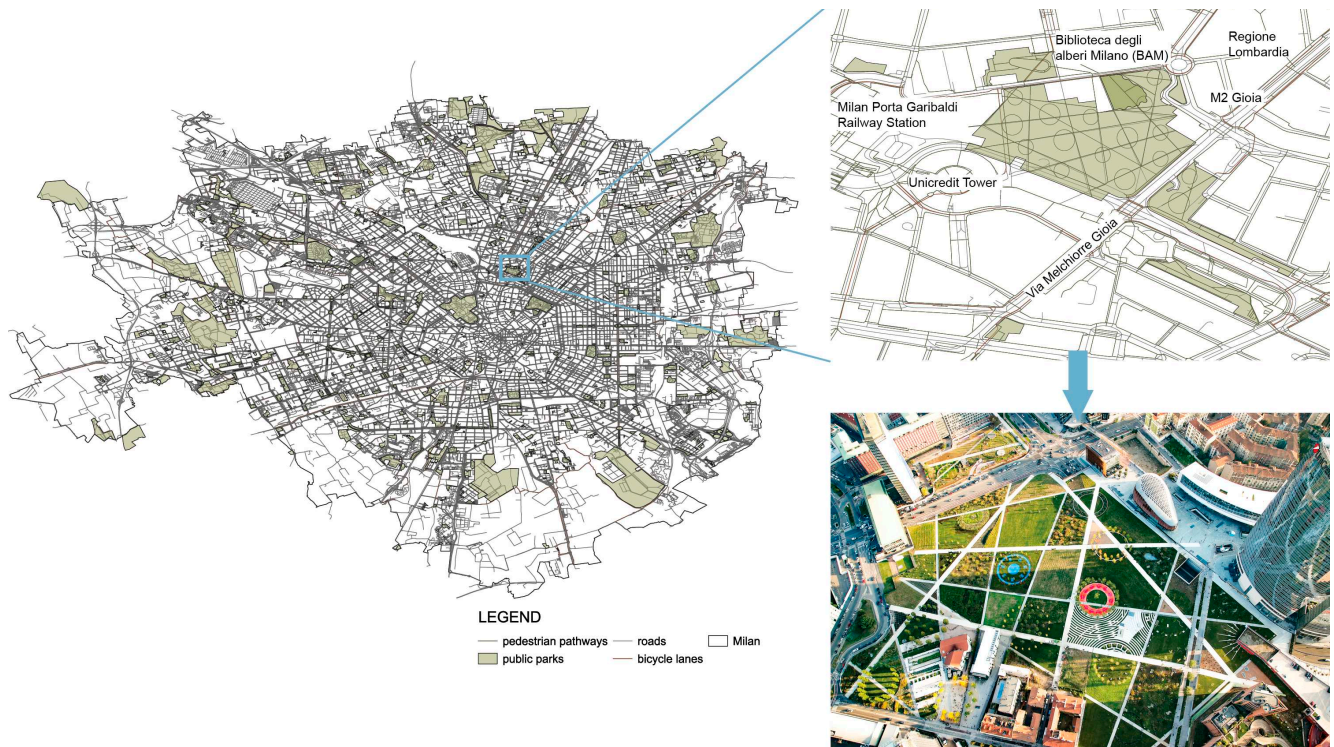 Biblioteca degli
alberi Milano (BAM)
Regione
Lombardia
M2 Gioia
Milan Porta Garibaldi
Railway Station
Unicredit Tower
Via Melchiorre Gioia
LEGEND
pedestrian pathways
roads
Milan
public parks
bicycle lanes